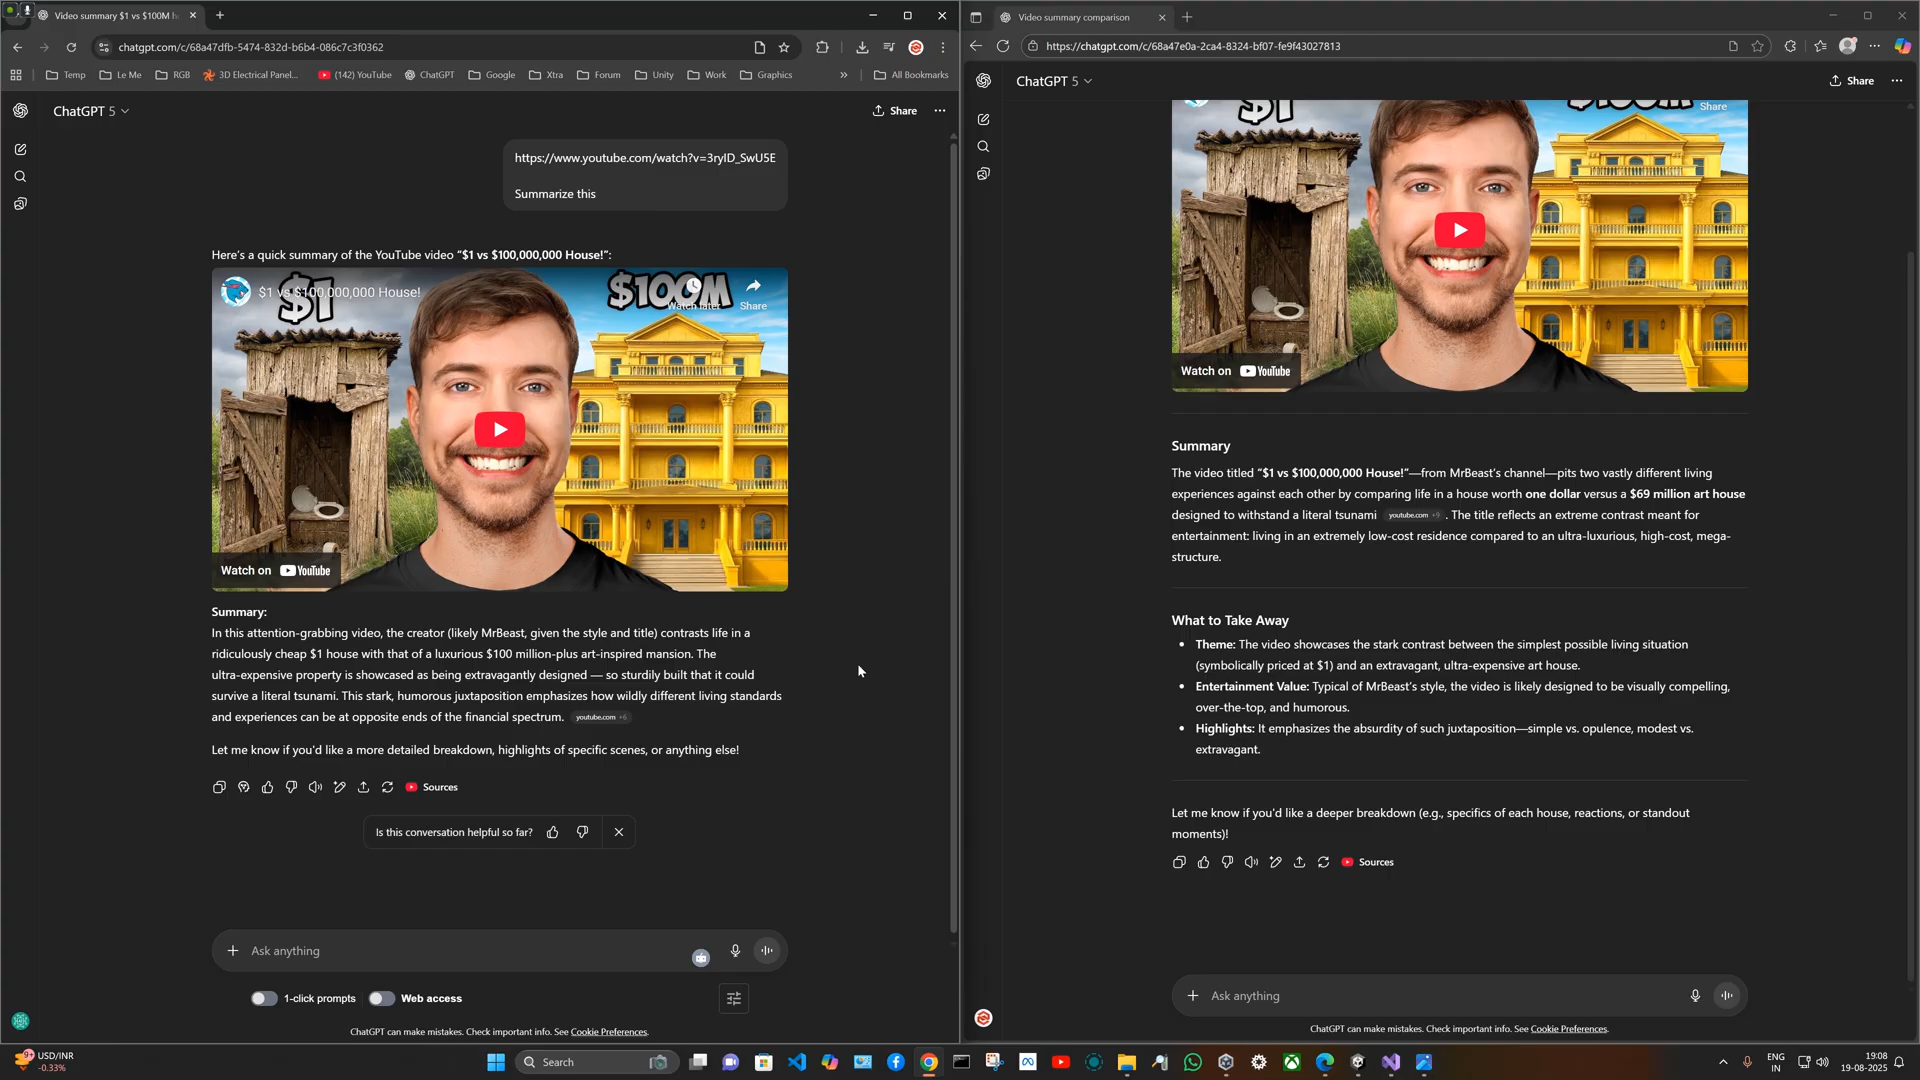 Video summary $1 vs $100M h
chatgpt.com/c/68a47dfb-5474-832d-b6b4-086c7c3f0362
Temp
Le Me
RGB
3D Electrical Panel...
(142) YouTube
ChatGPT
Google
Xtra
Forum
Unity
Work
Graphics
»
All Bookmarks
ChatGPT 5
Share
https://www.youtube.com/watch?v=3ryID_SwU5E
Summarize this
Here's a quick summary of the YouTube video “$1 vs $100,000,000 House!”:
$1 vs $100,000,000 House!
$1
$100M
Watch later
Share
Watch on YouTube
Summary:
In this attention-grabbing video, the creator (likely MrBeast, given the style and title) contrasts life in a
ridiculously cheap $1 house with that of a luxurious $100 million-plus art-inspired mansion. The
ultra-expensive property is showcased as being extravagantly designed — so sturdily built that it could
survive a literal tsunami. This stark, humorous juxtaposition emphasizes how wildly different living standards
and experiences can be at opposite ends of the financial spectrum. youtube.com +6
Let me know if you'd like a more detailed breakdown, highlights of specific scenes, or anything else!
Sources
Is this conversation helpful so far?
Ask anything
1-click prompts
Web access
ChatGPT can make mistakes. Check important info. See Cookie Preferences.
Video summary comparison
https://chatgpt.com/c/68a47e0a-2ca4-8324-bf07-fe9f43027813
ChatGPT 5
Share
$1
$100M
Share
Watch on YouTube
Summary
The video titled “$1 vs $100,000,000 House!”—from MrBeast's channel—pits two vastly different living
experiences against each other by comparing life in a house worth one dollar versus a $69 million art house
designed to withstand a literal tsunami youtube.com +9 . The title reflects an extreme contrast meant for
entertainment: living in an extremely low-cost residence compared to an ultra-luxurious, high-cost, mega-
structure.
What to Take Away
• Theme: The video showcases the stark contrast between the simplest possible living situation
(symbolically priced at $1) and an extravagant, ultra-expensive art house.
• Entertainment Value: Typical of MrBeast's style, the video is likely designed to be visually compelling,
over-the-top, and humorous.
• Highlights: It emphasizes the absurdity of such juxtaposition—simple vs. opulence, modest vs.
extravagant.
Let me know if you'd like a deeper breakdown (e.g., specifics of each house, reactions, or standout
moments)!
Sources
Ask anything
ChatGPT can make mistakes. Check important info. See Cookie Preferences.
9+
USD/INR
-0.33%
Search
ENG
IN
19:08
19-08-2025